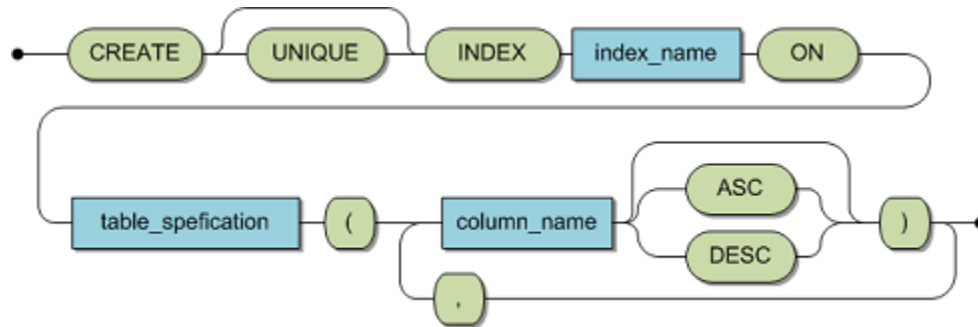 CREATE UNIQUE INDEX index_name ON
ASC
table_spefication ( column_name )
DESC
,